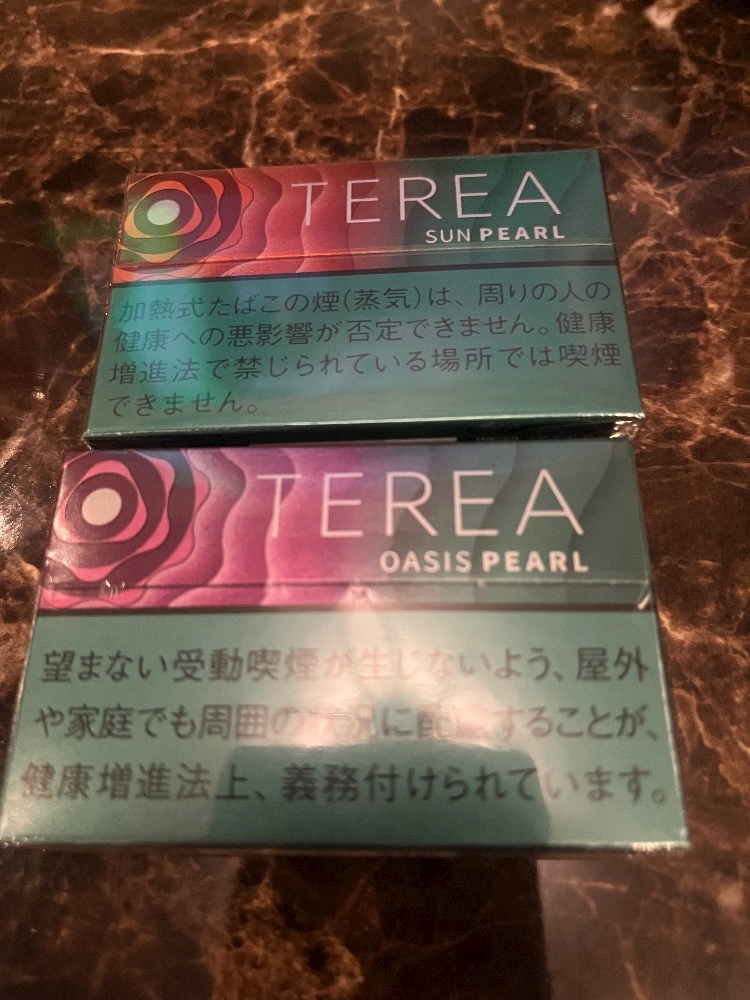 TEREA
SUN PEARL
加熱式たばこの煙(蒸気)は、周りの人の
健康への悪影響が否定できません。健康
増進法で禁じられている場所では喫煙
できません。
TEREA
OASIS PEARL
望まない受動喫煙が生じないよう、屋外
や家庭でも周囲の状況に配慮することが、
健康増進法上、義務付けられています。